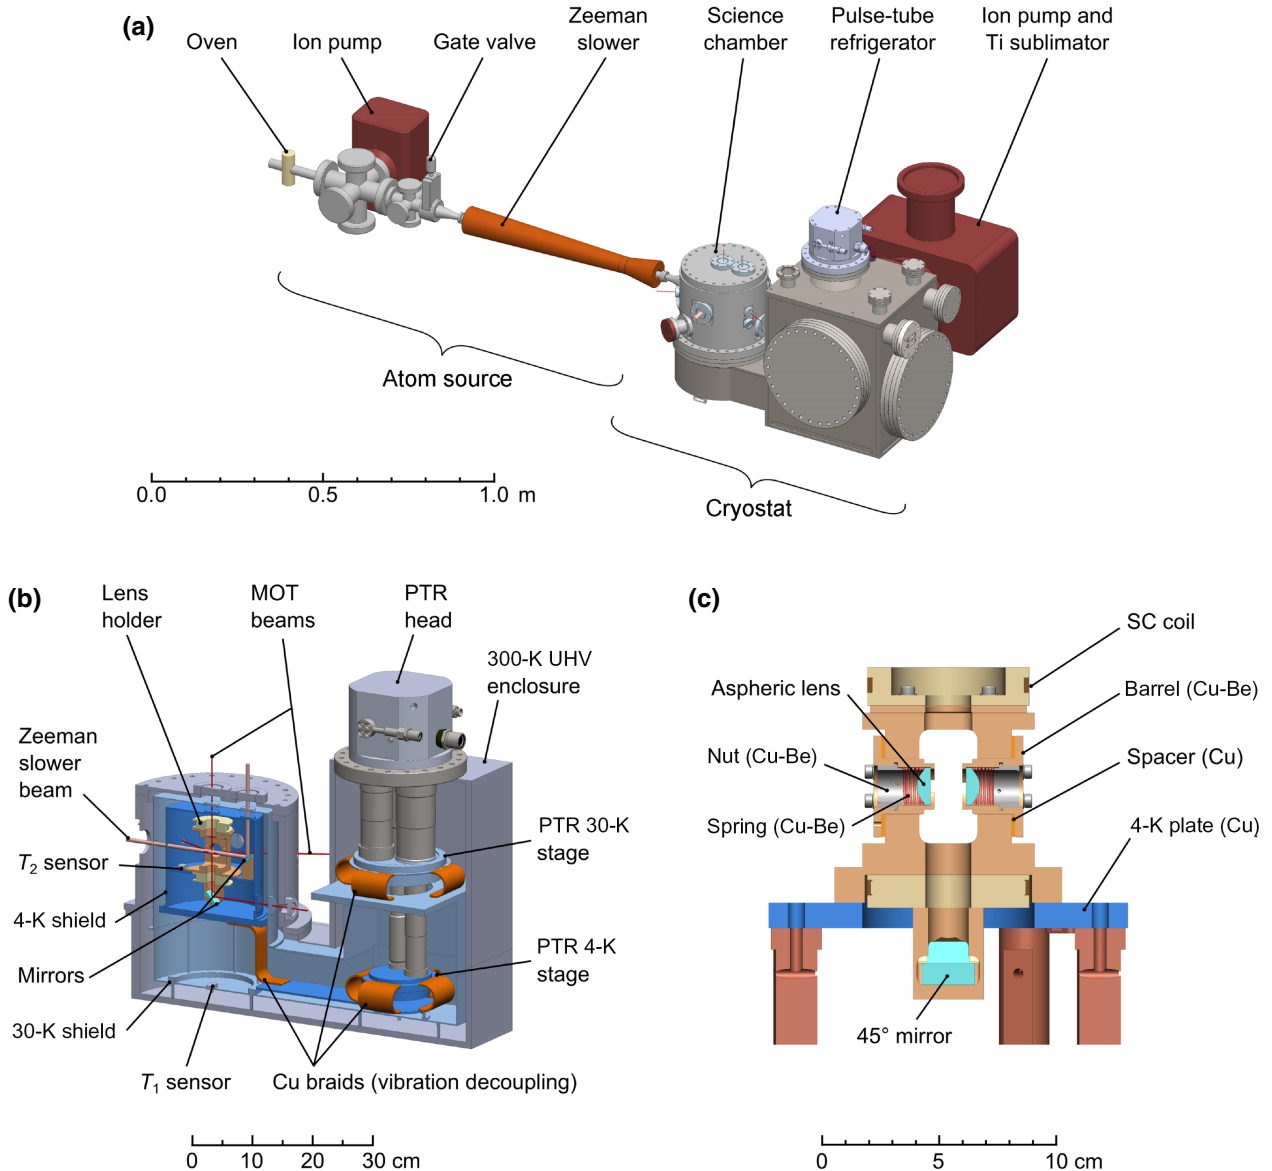 (a)
Oven
Ion pump
Gate valve
Zeeman
slower
Science
chamber
Pulse-tube
refrigerator
Ion pump and
Ti sublimator
Atom source
Cryostat
0.0 0.5 1.0 m
(b)
Lens
holder
MOT
beams
PTR
head
300-K UHV
enclosure
Zeeman
slower
beam
T2 sensor
4-K shield
Mirrors
30-K shield
T1 sensor
Cu braids (vibration decoupling)
PTR 30-K
stage
PTR 4-K
stage
0 10 20 30 cm
(c)
SC coil
Aspheric lens
Barrel (Cu-Be)
Nut (Cu-Be)
Spacer (Cu)
Spring (Cu-Be)
4-K plate (Cu)
45° mirror
0 5 10 cm